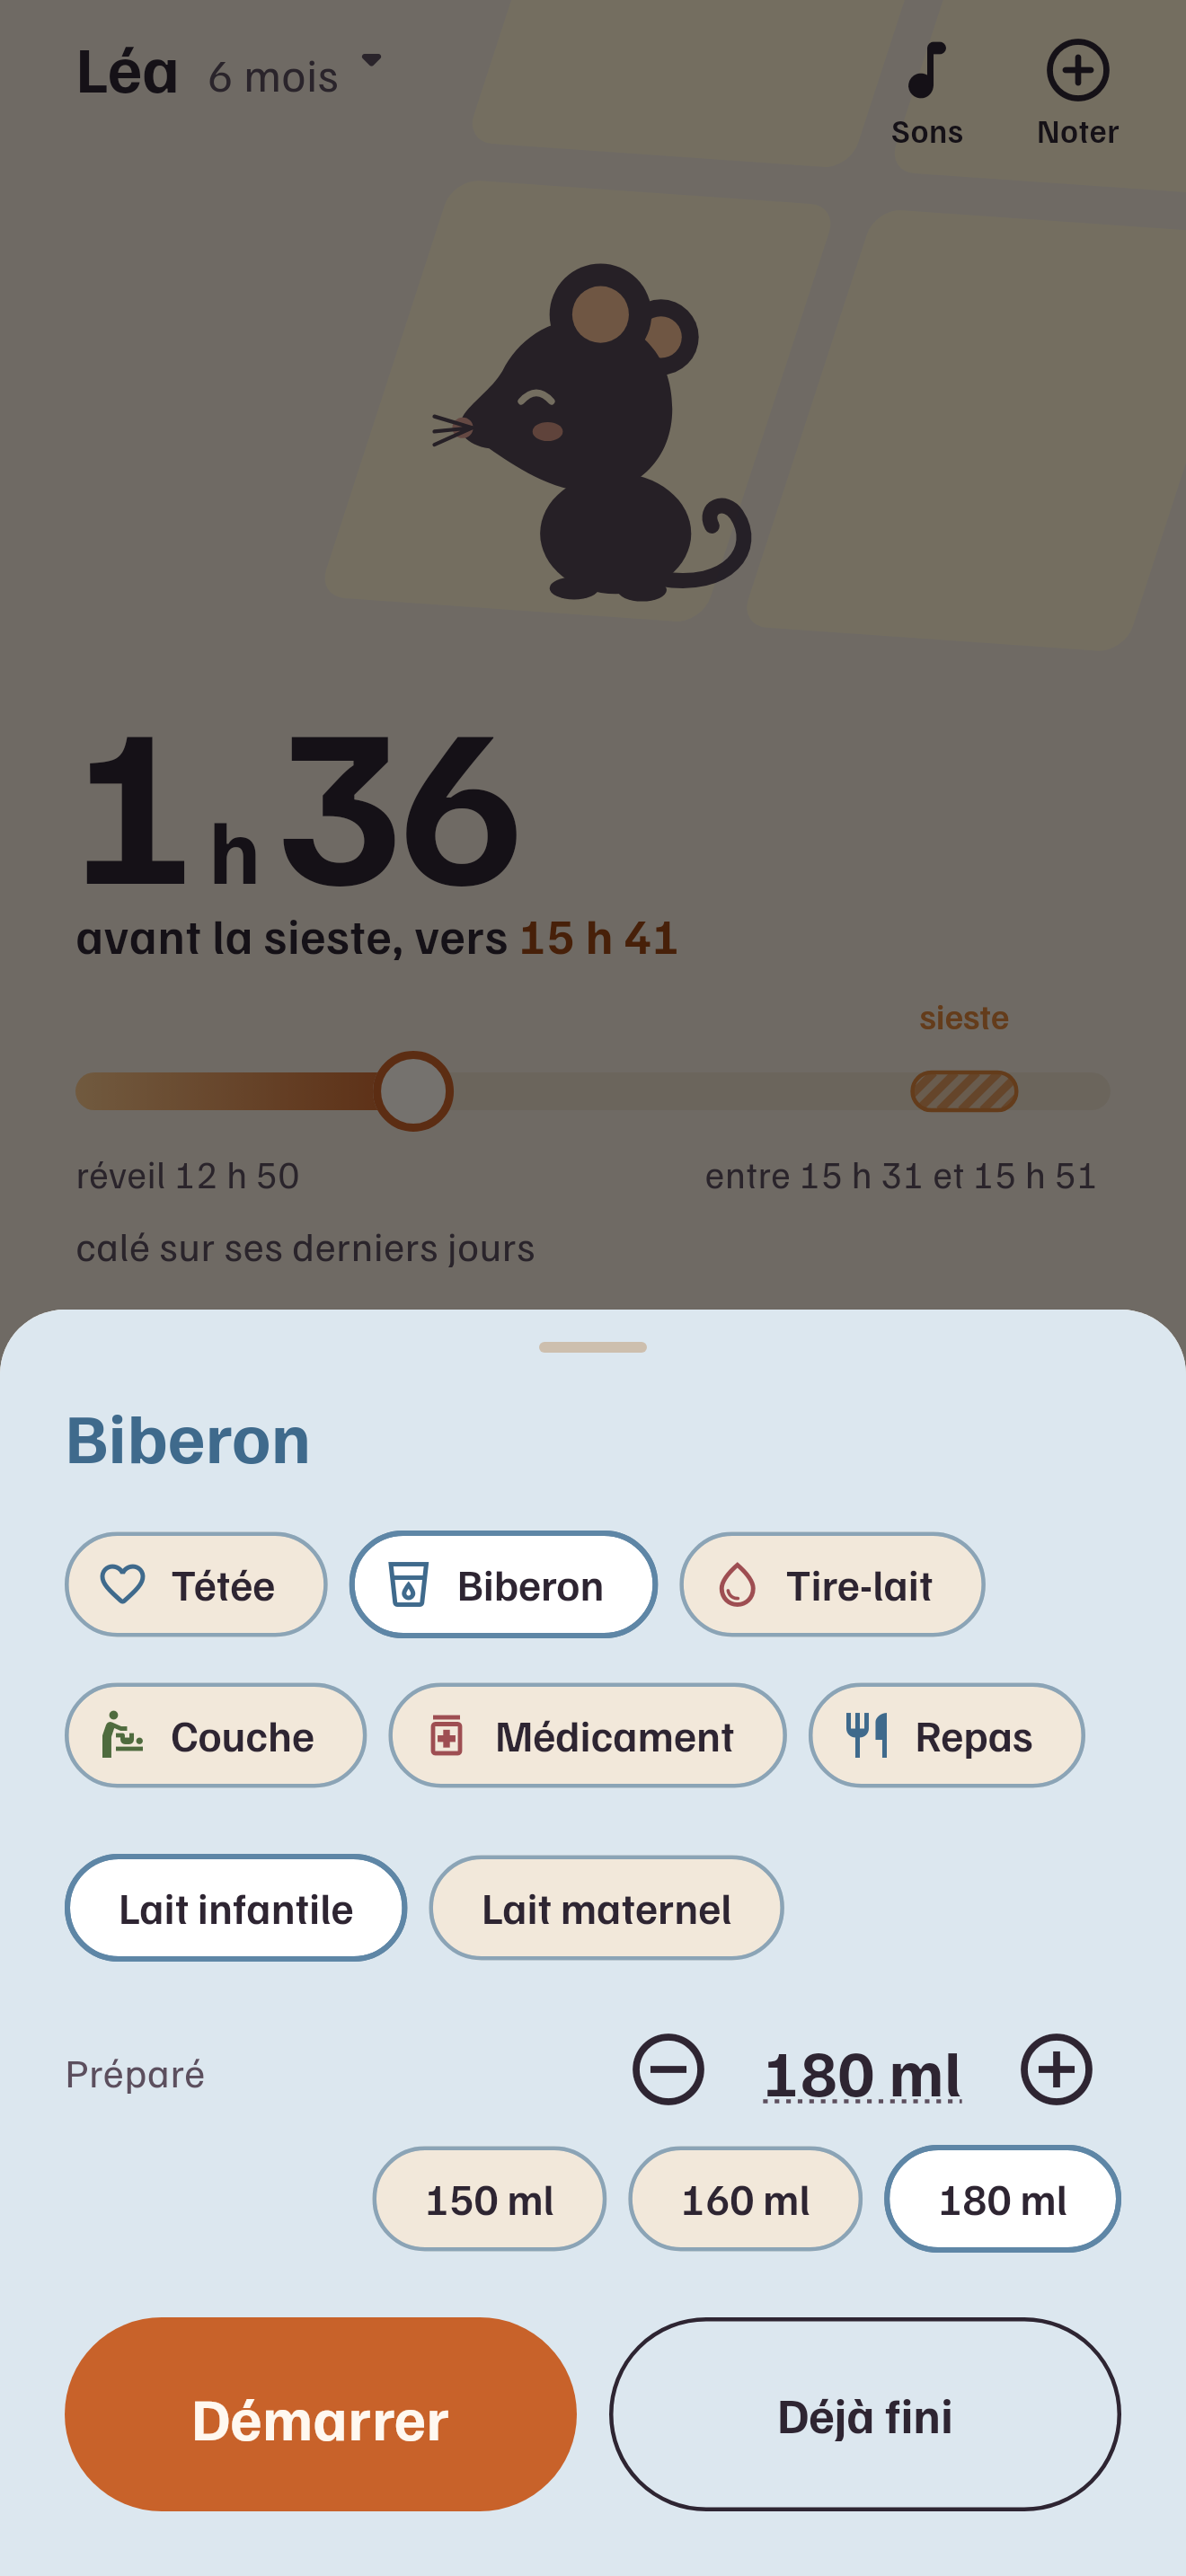 Léa 6 mois
Sons
Noter
1 h 36
avant la sieste, vers 15 h 41
sieste
réveil 12 h 50
entre 15 h 31 et 15 h 51
calé sur ses derniers jours
Biberon
Tétée
Biberon
Tire-lait
Couche
Médicament
Repas
Lait infantile
Lait maternel
Préparé
180 ml
150 ml
160 ml
180 ml
Démarrer
Déjà fini